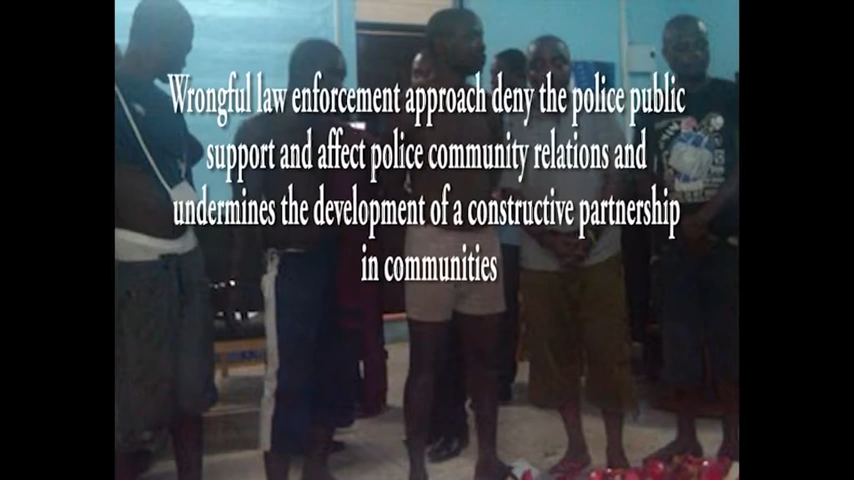 Wrongful law enforcement approach deny the police public
support and affect police community relations and
undermines the development of a constructive partnership
in communities